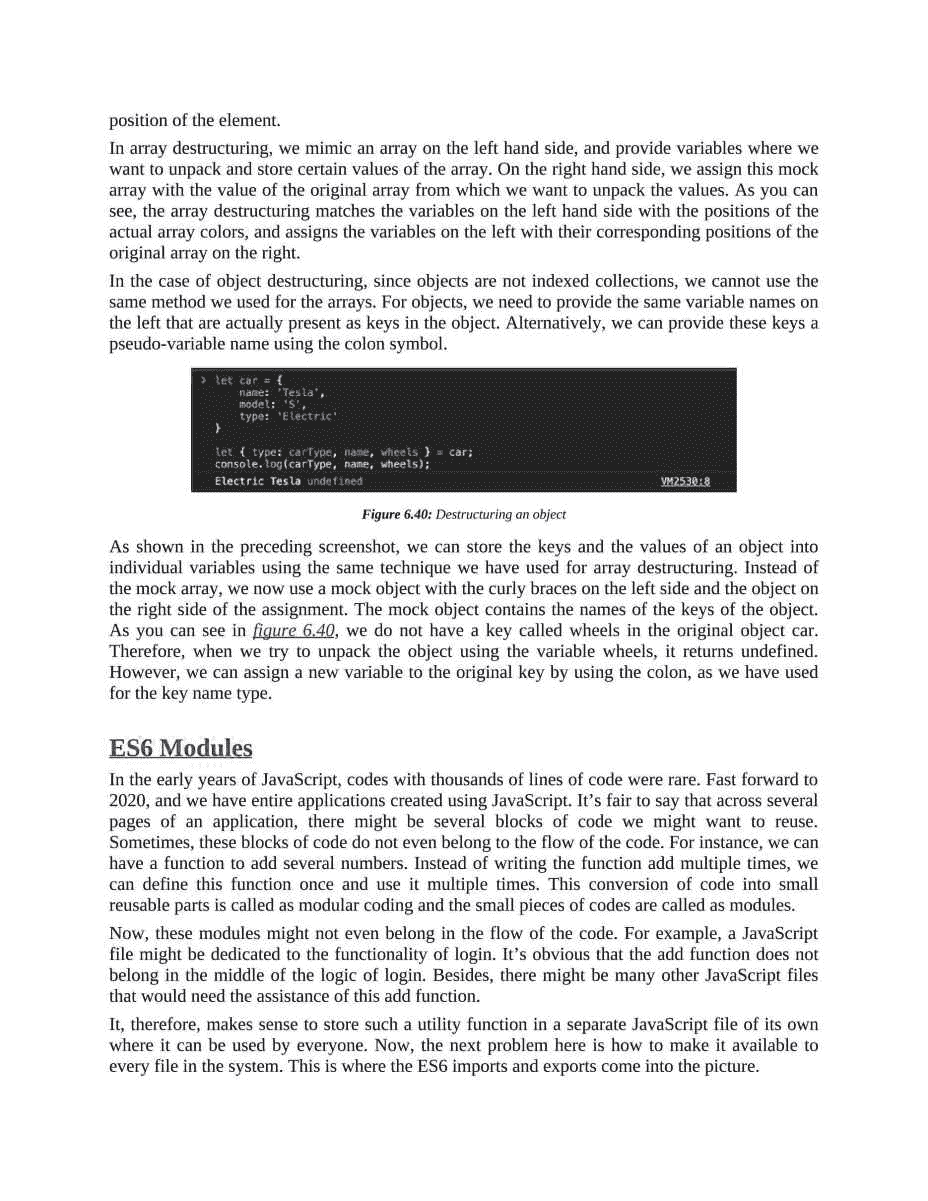 position of the element.
In array destructuring, we mimic an array on the left hand side, and provide variables where we
want to unpack and store certain values of the array. On the right hand side, we assign this mock
array with the value of the original array from which we want to unpack the values. As you can
see, the array destructuring matches the variables on the left hand side with the positions of the
actual array colors, and assigns the variables on the left with their corresponding positions of the
original array on the right.
In the case of object destructuring, since objects are not indexed collections, we cannot use the
same method we used for the arrays. For objects, we need to provide the same variable names on
the left that are actually present as keys in the object. Alternatively, we can provide these keys a
pseudo-variable name using the colon symbol.
> let car = {
name: 'Tesla',
model: 'S',
type: 'Electric'
}
let { type: carType, name, wheels } = car;
console.log(carType, name, wheels);
Electric Tesla undefined VM2530:8
Figure 6.40: Destructuring an object
As shown in the preceding screenshot, we can store the keys and the values of an object into
individual variables using the same technique we have used for array destructuring. Instead of
the mock array, we now use a mock object with the curly braces on the left side and the object on
the right side of the assignment. The mock object contains the names of the keys of the object.
As you can see in figure 6.40, we do not have a key called wheels in the original object car.
Therefore, when we try to unpack the object using the variable wheels, it returns undefined.
However, we can assign a new variable to the original key by using the colon, as we have used
for the key name type.
ES6 Modules
In the early years of JavaScript, codes with thousands of lines of code were rare. Fast forward to
2020, and we have entire applications created using JavaScript. It’s fair to say that across several
pages of an application, there might be several blocks of code we might want to reuse.
Sometimes, these blocks of code do not even belong to the flow of the code. For instance, we can
have a function to add several numbers. Instead of writing the function add multiple times, we
can define this function once and use it multiple times. This conversion of code into small
reusable parts is called as modular coding and the small pieces of codes are called as modules.
Now, these modules might not even belong in the flow of the code. For example, a JavaScript
file might be dedicated to the functionality of login. It’s obvious that the add function does not
belong in the middle of the logic of login. Besides, there might be many other JavaScript files
that would need the assistance of this add function.
It, therefore, makes sense to store such a utility function in a separate JavaScript file of its own
where it can be used by everyone. Now, the next problem here is how to make it available to
every file in the system. This is where the ES6 imports and exports come into the picture.